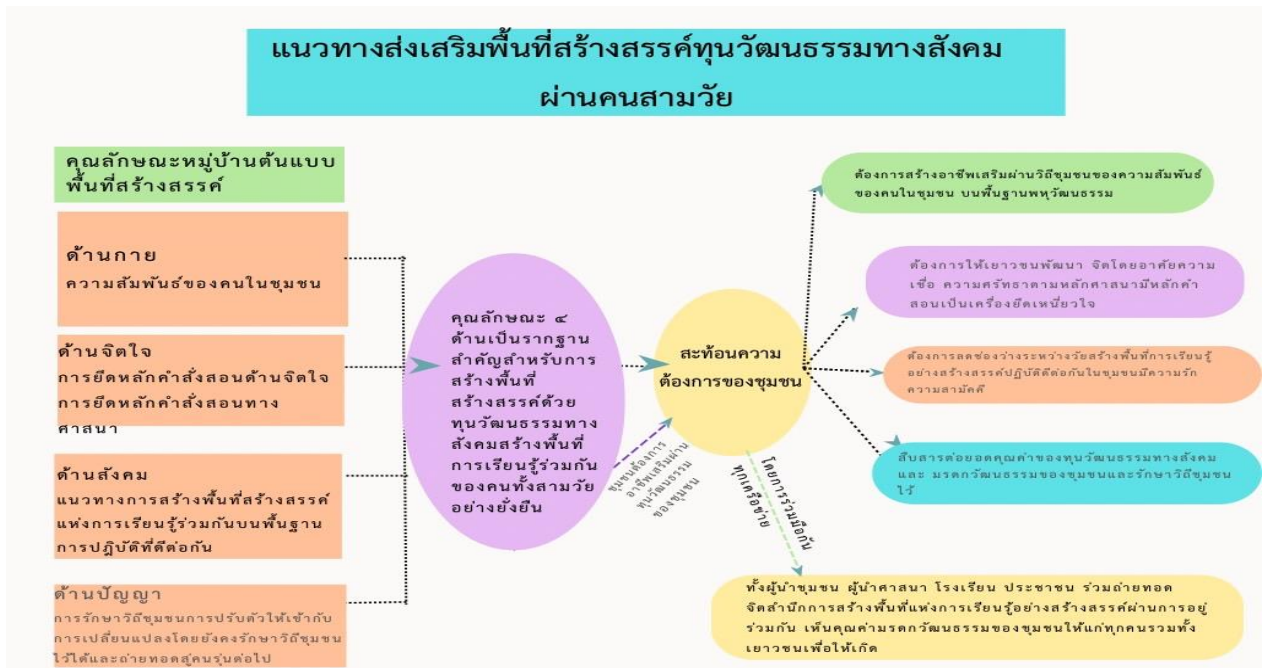 แนวทางส่งเสริมพื้นที่สร้างสรรค์ทุนวัฒนธรรมทางสังคม
ผ่านคนสามวัย
คุณลักษณะหมู่บ้านต้นแบบ
พื้นที่สร้างสรรค์
ด้านกาย
ความสัมพันธ์ของคนในชุมชน
ด้านจิตใจ
การยึดหลักคำสั่งสอนด้านจิตใจ
การยึดหลักคำสั่งสอนทาง
ศาสนา
ด้านสังคม
แนวทางการสร้างพื้นที่สร้างสรรค์
แห่งการเรียนรู้ร่วมกันบนพื้นฐาน
การปฏิบัติที่ดีต่อกัน
ด้านปัญญา
การรักษาวิถีชุมชนการปรับตัวให้เข้ากับ
การเปลี่ยนแปลงโดยยังคงรักษาวิถีชุมชน
ไว้ได้และถ่ายทอดสู่คนรุ่นต่อไป
คุณลักษณะ ๔
ด้านเป็นรากฐาน
สำคัญสำหรับการ
สร้างพื้นที่
สร้างสรรค์ด้วย
ทุนวัฒนธรรมทาง
สังคมสร้างพื้นที่
การเรียนรู้ร่วมกัน
ของคนทั้งสามวัย
อย่างยั่งยืน
ชุมชนต้องการ
อาชีพเสริมผ่าน
ทุนวัฒนธรรม
ของชุมชน
สะท้อนความ
ต้องการของชุมชน
โดยการร่วมมือกัน
ทุกเครือข่าย
ต้องการสร้างอาชีพเสริมผ่านวิถีชุมชนของความสัมพันธ์
ของคนในชุมชน บนพื้นฐานพหุวัฒนธรรม
ต้องการให้เยาวชนพัฒนา จิตโดยอาศัยความ
เชื่อ ความศรัทธาตามหลักศาสนามีหลักคำ
สอนเป็นเครื่องยึดเหนี่ยวใจ
ต้องการลดช่องว่างระหว่างวัยสร้างพื้นที่การเรียนรู้
อย่างสร้างสรรค์ปฏิบัติดีต่อกันในชุมชนมีความรัก
ความสามัคคี
สืบสารต่อยอดคุณค่าของทุนวัฒนธรรมทางสังคม
และ มรดกวัฒนธรรมของชุมชนและรักษาวิถีชุมชน
ไว้
ทั้งผู้นำชุมชน ผู้นำศาสนา โรงเรียน ประชาชน ร่วมถ่ายทอด
จิตสำนึกการสร้างพื้นที่แห่งการเรียนรู้อย่างสร้างสรรค์ผ่านการอยู่
ร่วมกัน เห็นคุณค่ามรดกวัฒนธรรมของชุมชนให้แก่ทุกคนรวมทั้ง
เยาวชนเพื่อให้เกิด